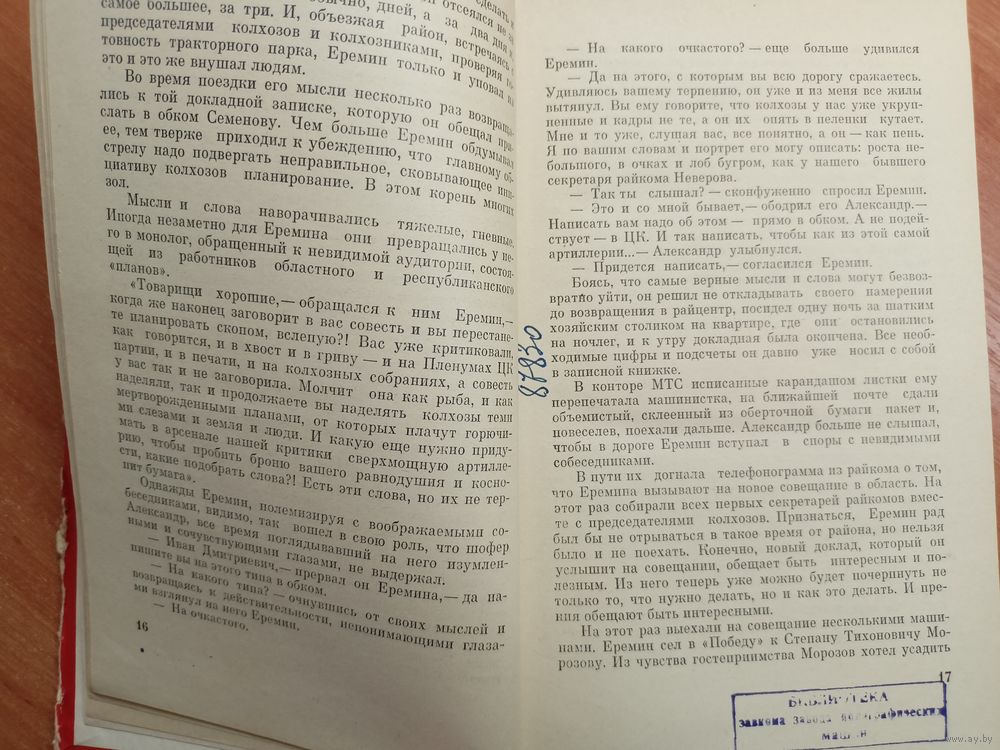 сделать и
обычно, дней, а за два дня и
самое большее, за три. И, объезжая район, встречаясь с
председателями колхозов и колхозниками, проверяя го-
товность тракторного парка, Еремин только и уповал на
это и это же внушал людям.
Во время поездки его мысли несколько раз возвраща-
лись к той докладной записке, которую он обещал при-
слать в обком Семенову. Чем больше Еремин обдумывал
ее, тем тверже приходил к убеждению, что главному об-
стрелу надо подвергать неправильное, сковывающее ини-
циативу колхозов планирование. В этом корень многих
зол.
Мысли и слова наворачивались тяжелые, гневные.
Иногда незаметно для Еремина они превращались у не-
го в монолог, обращенный к невидимой аудитории, состоя-
щей из работников областного и республиканского
«планов».
«Товарищи хорошие,— обращался к ним Еремин,—
когда же наконец заговорит в вас совесть и вы перестане-
те планировать скопом, вслепую?! Вас уже критиковали,
как говорится, и в хвост и в гриву — и на Пленумах ЦК
партии, и в печати, и на колхозных собраниях, а совесть
у вас так и не заговорила. Молчит она как рыба, и как
наделяли, так и продолжаете вы наделять колхозы теми
мертворожденными планами, от которых плачут горючи-
ми слезами и земля и люди. И какую еще нужно приду-
мать в арсенале нашей критики сверхмощную артилле-
рию, чтобы пробить броню вашего равнодушия и косно-
сти, какие подобрать слова?! Есть эти слова, но их не тер-
пит бумага».
Однажды Еремин, полемизируя с воображаемыми со-
беседниками, видимо, так вошел в свою роль, что шофер
Александр, все время поглядывавший на него изумлен-
ными и сочувствующими глазами, не выдержал.
— Иван Дмитриевич,— прервал он Еремина,— да на-
пишите вы на этого типа в обком.
— На какого типа? — очнувшись от своих мыслей и
возвращаясь к действительности, непонимающими глаза-
ми взглянул на него Еремин.
— На очкастого.
16
— На какого очкастого? — еще больше удивился
Еремин.
— Да на этого, с которым вы всю дорогу сражаетесь.
Удивляюсь вашему терпению, он уже и из меня все жилы
вытянул. Вы ему говорите, что колхозы у нас уже укруп-
ненные и кадры не те, а он их опять в пеленки кутает.
Мне и то уже, слушая вас, все понятно, а он — как пень.
Я по вашим словам и портрет его могу описать: роста не-
большого, в очках и лоб бугром, как у нашего бывшего
секретаря райкома Неверова.
— Так ты слышал? — сконфуженно спросил Еремин.
— Это и со мной бывает,— ободрил его Александр.—
Написать вам надо об этом — прямо в обком. А не подей-
ствует — в ЦК. И так написать, чтобы как из этой самой
артиллерии...— Александр улыбнулся.
— Придется написать,— согласился Еремин.
Боясь, что самые верные мысли и слова могут безвоз-
вратно уйти, он решил не откладывать своего намерения
до возвращения в райцентр, посидел одну ночь за шатким
хозяйским столиком на квартире, где они остановились
на ночлег, и к утру докладная была окончена. Все необ-
ходимые цифры и подсчеты он давно уже носил с собой
в записной книжке.
В конторе МТС исписанные карандашом листки ему
перепечатала машинистка, на ближайшей почте сдали
объемистый, склеенный из оберточной бумаги пакет и,
повеселев, поехали дальше. Александр больше не слышал,
чтобы в дороге Еремин вступал в споры с невидимыми
собеседниками.
В пути их догнала телефонограмма из райкома о том,
что Еремина вызывают на новое совещание в область. На
этот раз собирали всех первых секретарей райкомов вмес-
те с председателями колхозов. Признаться, Еремин рад
был бы не отрываться в такое время от района, но нельзя
было и не поехать. Конечно, новый доклад, который он
услышит на совещании, обещает быть интересным и по-
лезным. Из него теперь уже можно будет почерпнуть не
только то, что нужно делать, но и как это делать. И пре-
ния обещают быть интересными.
На этот раз выехали на совещание несколькими маши-
нами. Еремин сел в «Победу» к Степану Тихоновичу Мо-
розову. Из чувства гостеприимства Морозов хотел усадить
17
87830
БИБЛИОТЕКА
завкома завода полиграфических
машин
www.ay.by